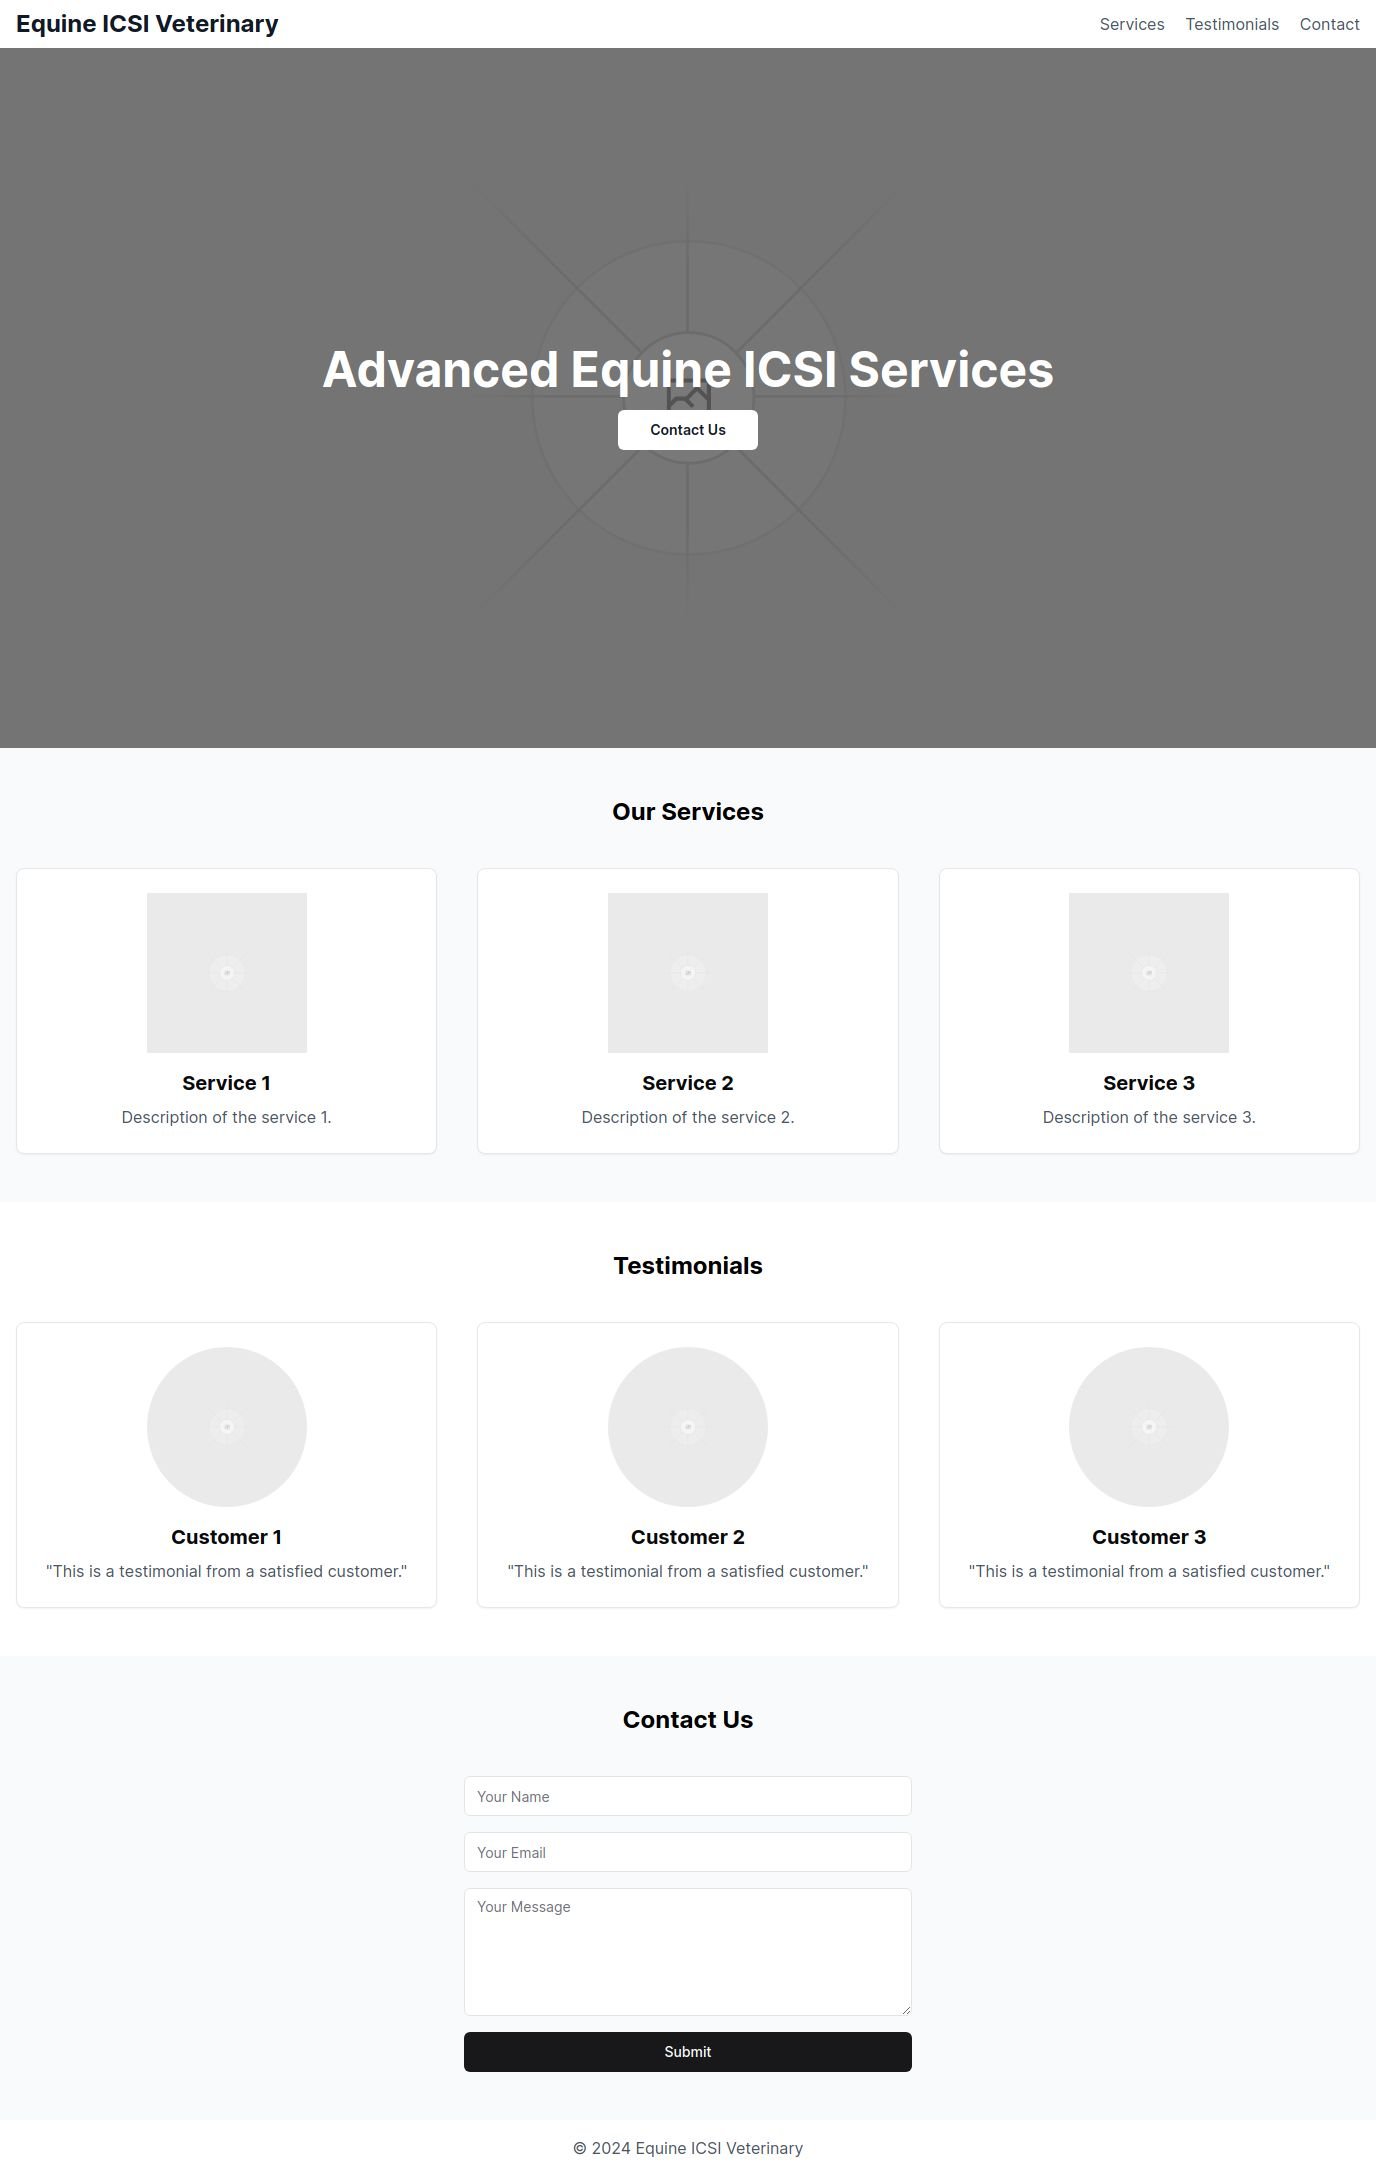 Equine ICSI Veterinary
Services Testimonials Contact
Advanced Equine ICSI Services
Contact Us
Our Services
Service 1
Description of the service 1.
Service 2
Description of the service 2.
Service 3
Description of the service 3.
Testimonials
Customer 1
"This is a testimonial from a satisfied customer."
Customer 2
"This is a testimonial from a satisfied customer."
Customer 3
"This is a testimonial from a satisfied customer."
Contact Us
Your Name
Your Email
Your Message
Submit
© 2024 Equine ICSI Veterinary